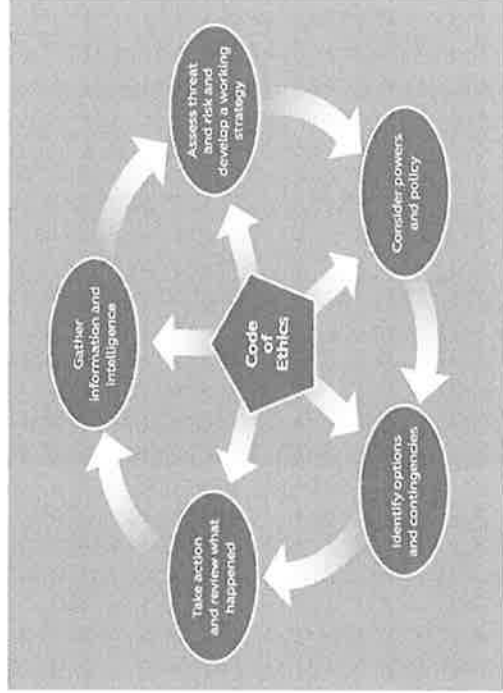 Gather
information and
intelligence
Assess threat
and risk and
develop a working
strategy
Consider powers
and policy
Identify options
and contingencies
Take action
and review what
happened
Code
of
Ethics